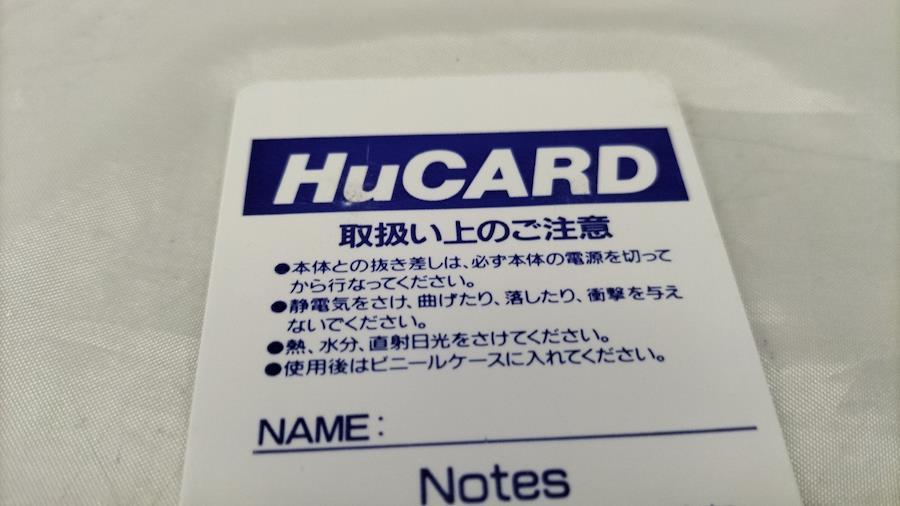 HuCARD
取扱い上のご注意
●本体との抜き差しは、必ず本体の電源を切って
から行なってください。
●静電気をさけ、曲げたり、落したり、衝撃を与え
ないでください。
●熱、水分、直射日光をさけてください。
●使用後はビニールケースに入れてください。
NAME:
Notes